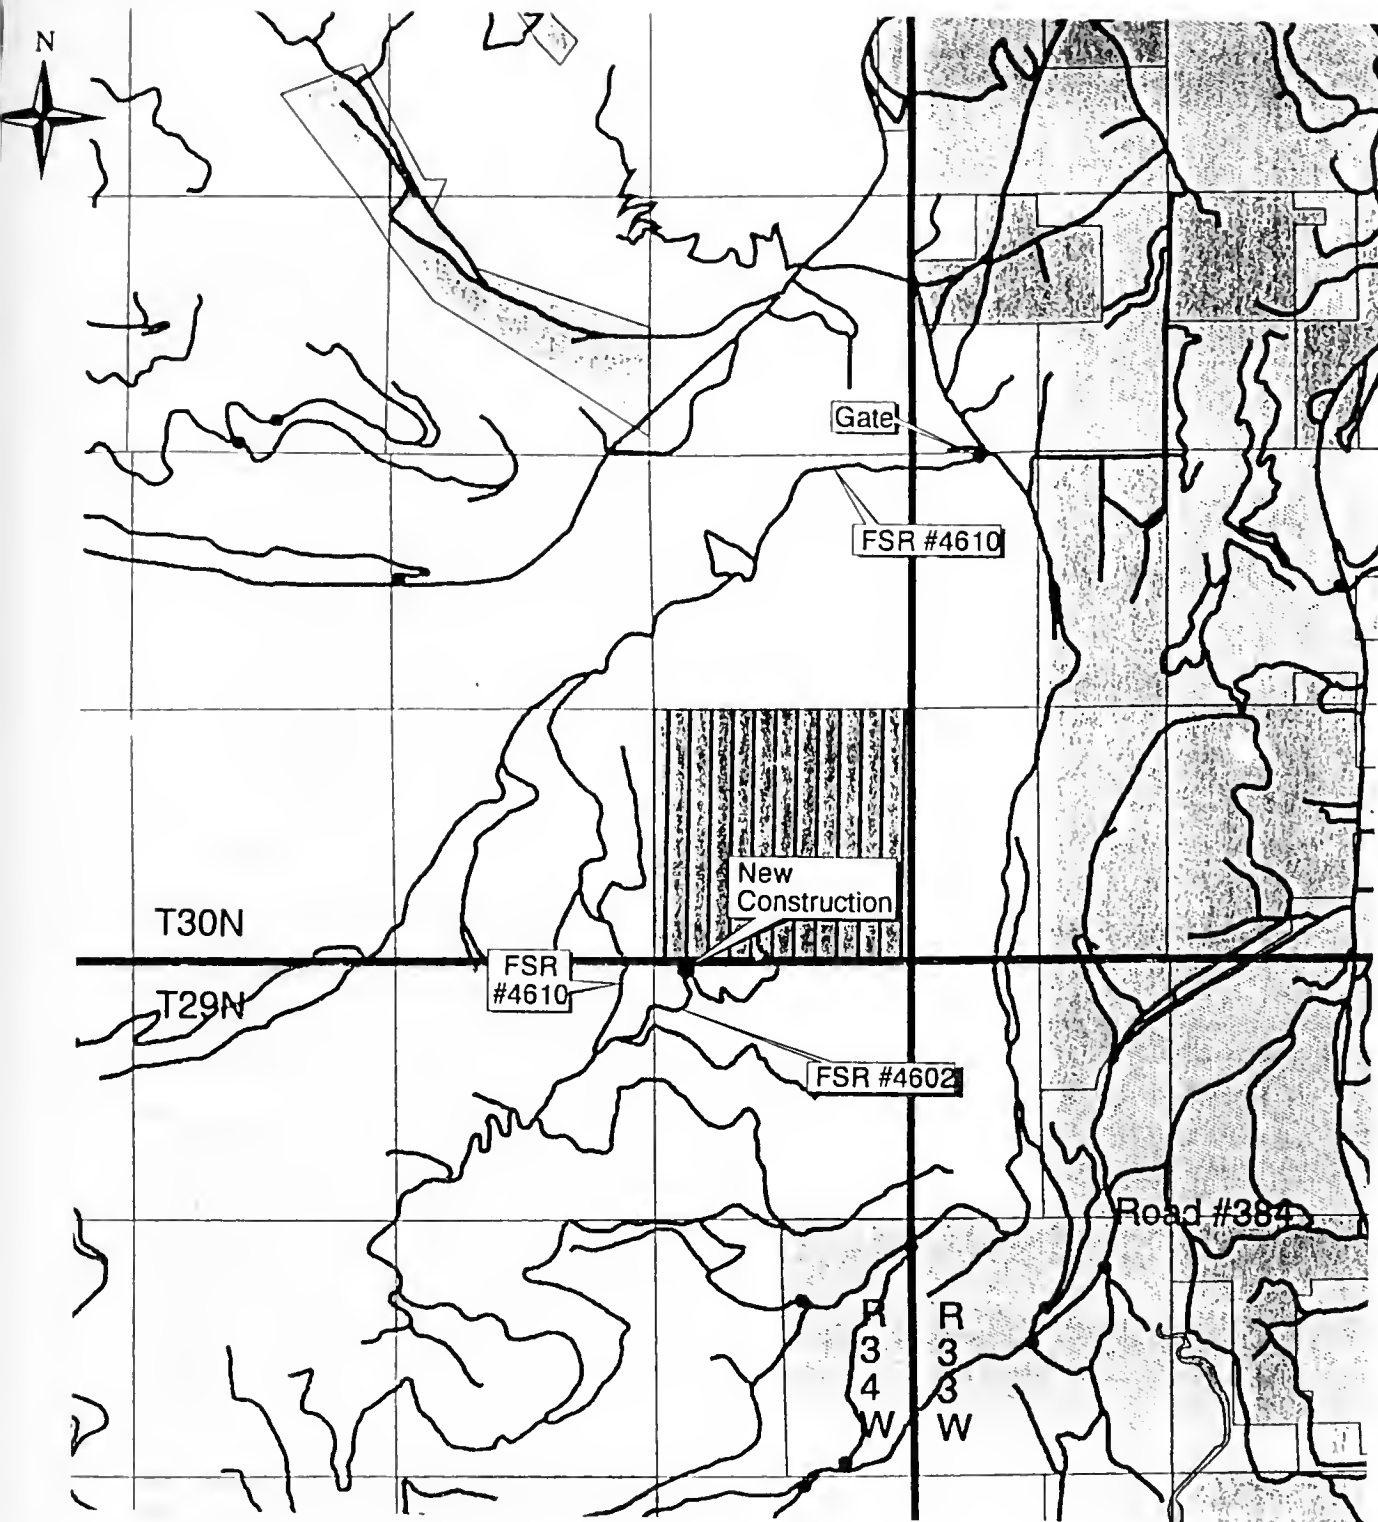 N
Gate
FSR #4610
New
Construction
T30N
FSR
#4610
T29N
FSR #4602
Road #384
R
3
4
W
R
3
3
W